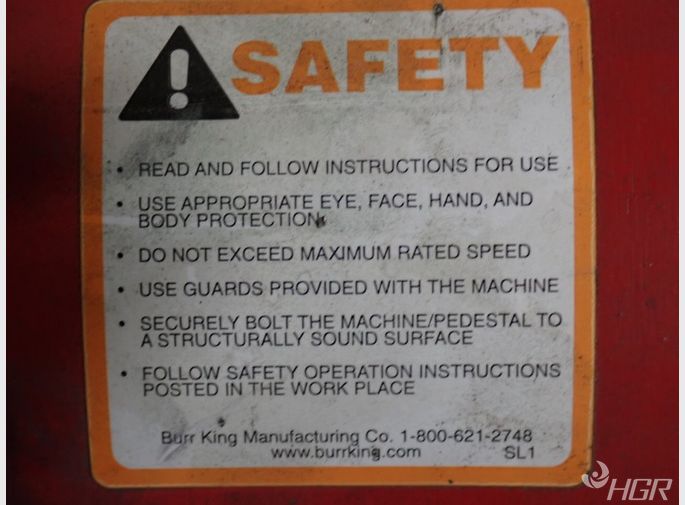 SAFETY
• READ AND FOLLOW INSTRUCTIONS FOR USE
• USE APPROPRIATE EYE, FACE, HAND, AND
BODY PROTECTION
• DO NOT EXCEED MAXIMUM RATED SPEED
• USE GUARDS PROVIDED WITH THE MACHINE
• SECURELY BOLT THE MACHINE/PEDESTAL TO
A STRUCTURALLY SOUND SURFACE
• FOLLOW SAFETY OPERATION INSTRUCTIONS
POSTED IN THE WORK PLACE
Burr King Manufacturing Co. 1-800-621-2748
www.burrking.com SL1
HGR